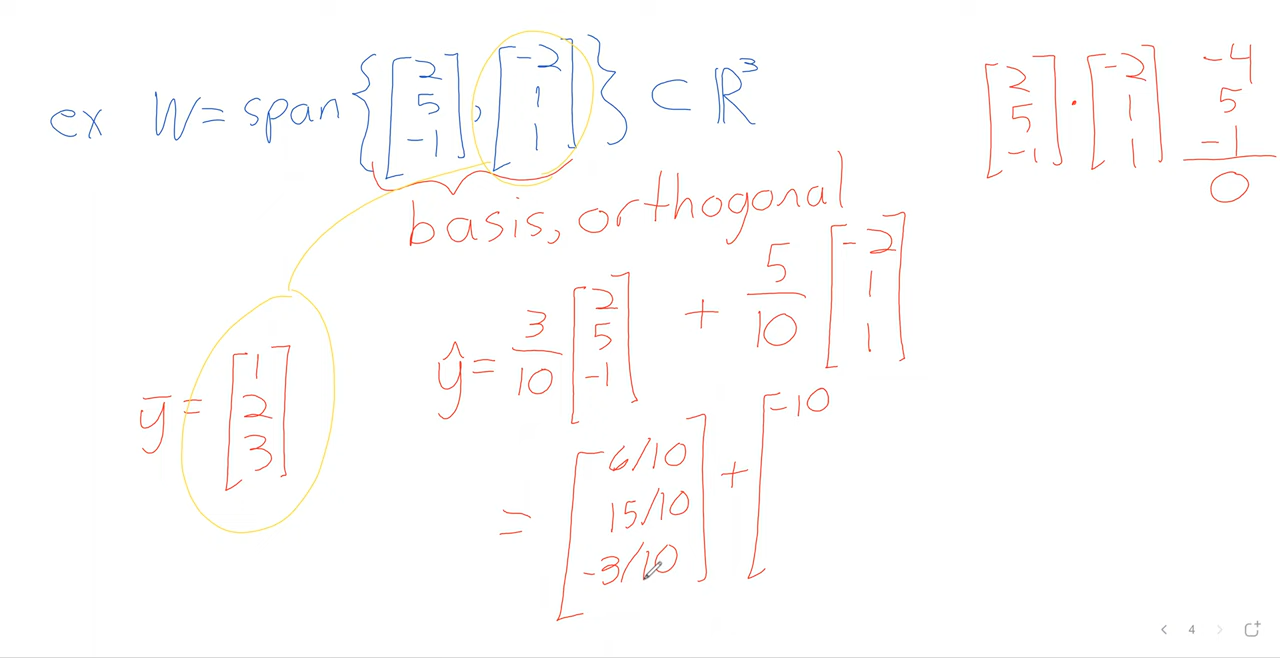 ex W = span { [2 5 -1], [-2 1 1] } ⊂ ℝ³
[2 5 -1] · [-2 1 1]
-4
5
-1
0
basis, orthogonal
ȳ = [1 2 3]
ŷ = 3/10 [2 5 -1] + 5/10 [-2 1 1]
= [6/10 15/10 -3/10] + [-10
< 4 >